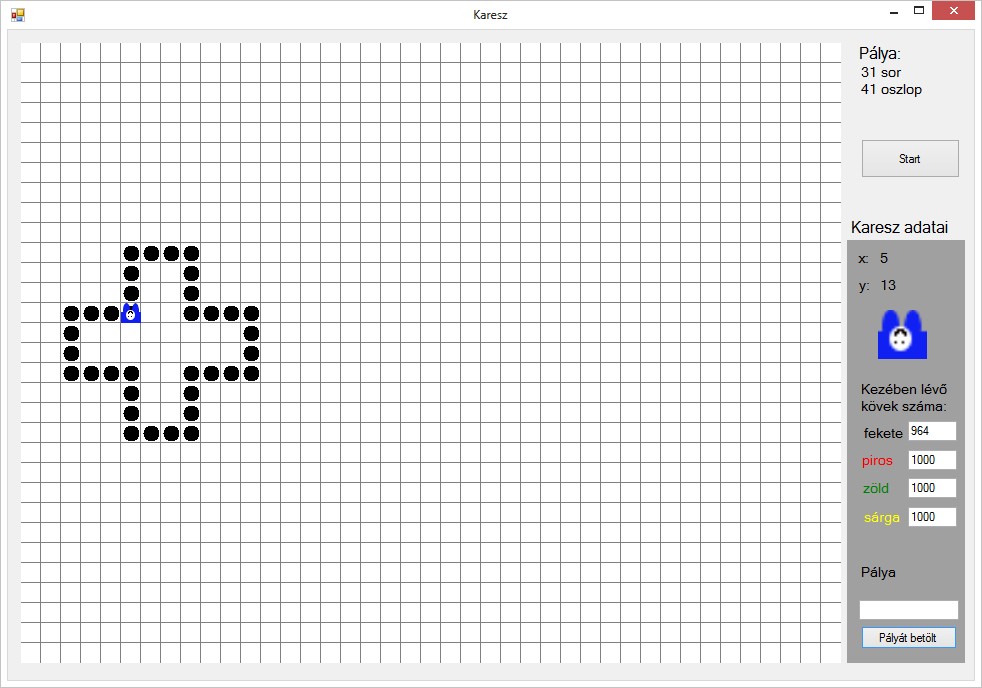 Karesz
Pálya:
31 sor
41 oszlop
Start
Karesz adatai
x: 5
y: 13
Kezében lévő
kövek száma:
fekete 964
piros 1000
zöld 1000
sárga 1000
Pálya
Pályát betölt